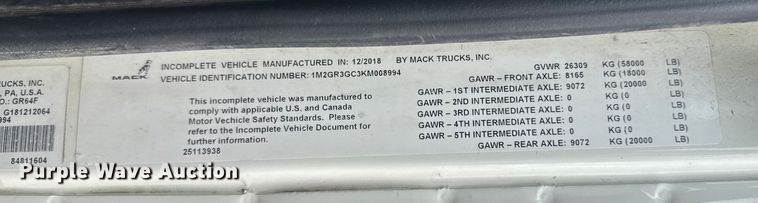 RUCKS, INC.
, PA, U.S.A.
O.: GR64F
G181212064
994
84811604
MACK
INCOMPLETE VEHICLE MANUFACTURED IN: 12/2018 BY MACK TRUCKS, INC.
VEHICLE IDENTIFICATION NUMBER: 1M2GR3GC3KM008994
This incomplete vehicle was manufactured to
comply with applicable U.S. and Canada
Motor Vechicle Safety Standards. Please
refer to the Incomplete Vehicle Document for
further information.
25113938
GVWR 26309 KG (58000 LB)
GAWR – FRONT AXLE: 8165 KG (18000 LB)
GAWR – 1ST INTERMEDIATE AXLE: 9072 KG (20000 LB)
GAWR – 2ND INTERMEDIATE AXLE: 0 KG (0 LB)
GAWR – 3RD INTERMEDIATE AXLE: 0 KG (0 LB)
GAWR – 4TH INTERMEDIATE AXLE: 0 KG (0 LB)
GAWR – 5TH INTERMEDIATE AXLE: 0 KG (0 LB)
GAWR – REAR AXLE: 9072 KG (20000 LB)
Purple Wave Auction